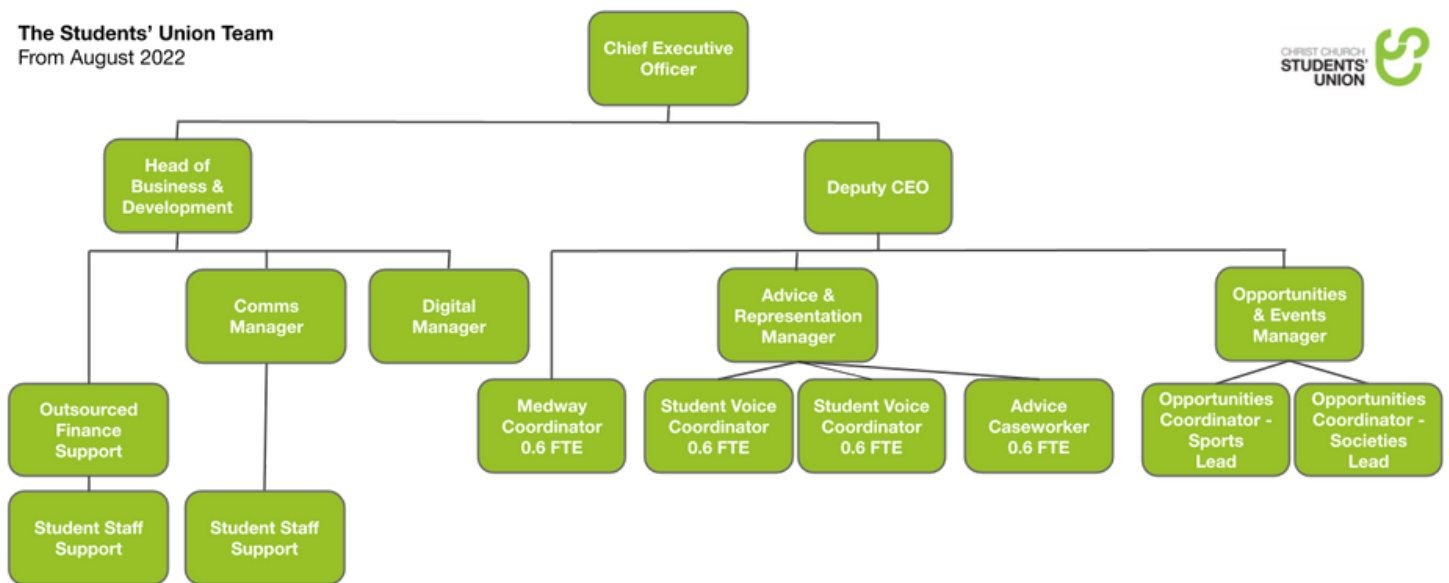 The Students' Union Team
From August 2022
CHRIST CHURCH
STUDENTS'
UNION
Chief Executive
Officer
Head of
Business &
Development
Deputy CEO
Comms
Manager
Digital
Manager
Advice &
Representation
Manager
Opportunities
& Events
Manager
Outsourced
Finance
Support
Medway
Coordinator
0.6 FTE
Student Voice
Coordinator
0.6 FTE
Student Voice
Coordinator
0.6 FTE
Advice
Caseworker
0.6 FTE
Opportunities
Coordinator -
Sports
Lead
Opportunities
Coordinator -
Societies
Lead
Student Staff
Support
Student Staff
Support